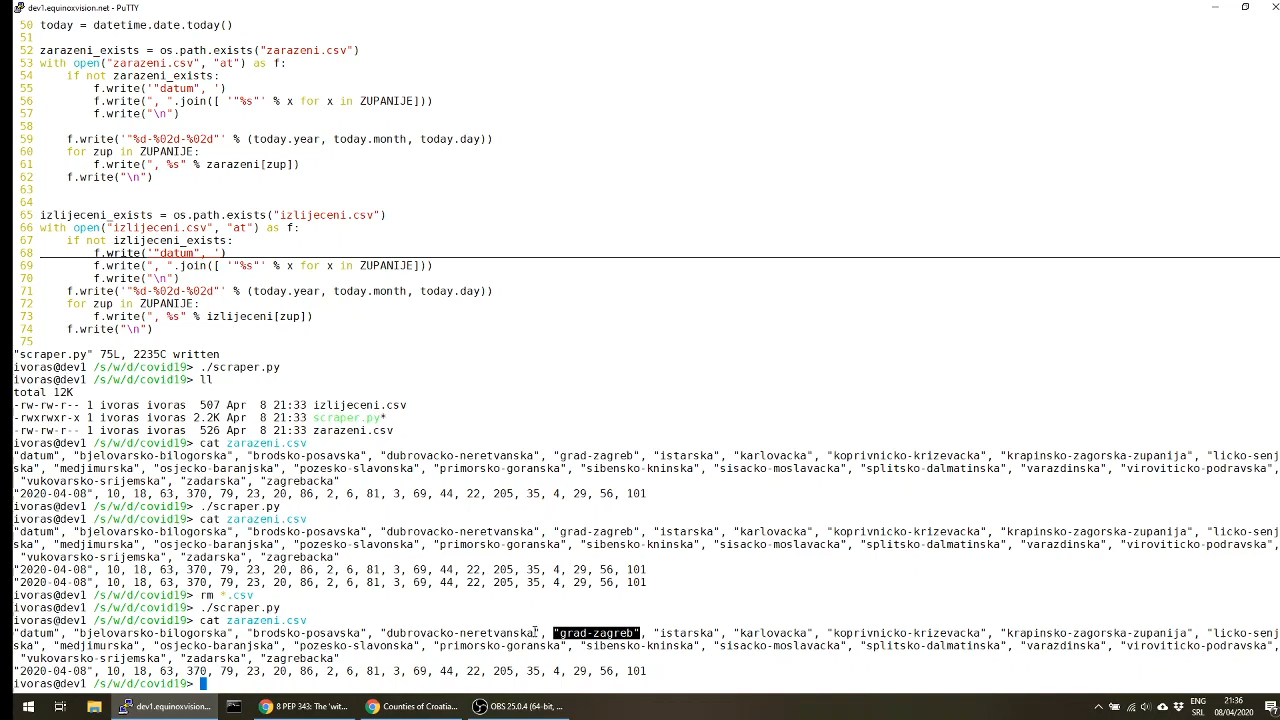 dev1.equinoxvision.net - PuTTY
50 today = datetime.date.today()
51
52 zarazeni_exists = os.path.exists("zarazeni.csv")
53 with open("zarazeni.csv", "at") as f:
54     if not zarazeni_exists:
55         f.write('"datum", ')
56         f.write(", ".join([ '"%s"' % x for x in ZUPANIJE]))
57         f.write("\n")
58
59     f.write('"%d-%02d-%02d"' % (today.year, today.month, today.day))
60     for zup in ZUPANIJE:
61         f.write(", %s" % zarazeni[zup])
62     f.write("\n")
63
64
65 izlijeceni_exists = os.path.exists("izlijeceni.csv")
66 with open("izlijeceni.csv", "at") as f:
67     if not izlijeceni_exists:
68         f.write('"datum", ')
69         f.write(", ".join([ '"%s"' % x for x in ZUPANIJE]))
70         f.write("\n")
71     f.write('"%d-%02d-%02d"' % (today.year, today.month, today.day))
72     for zup in ZUPANIJE:
73         f.write(", %s" % izlijeceni[zup])
74     f.write("\n")
75
"scraper.py" 75L, 2235C written
ivoras@dev1 /s/w/d/covid19> ./scraper.py
ivoras@dev1 /s/w/d/covid19> ll
total 12K
-rw-rw-r-- 1 ivoras ivoras  507 Apr  8 21:33 izlijeceni.csv
-rwxrwxr-x 1 ivoras ivoras 2.2K Apr  8 21:33 scraper.py*
-rw-rw-r-- 1 ivoras ivoras  526 Apr  8 21:33 zarazeni.csv
ivoras@dev1 /s/w/d/covid19> cat zarazeni.csv
"datum", "bjelovarsko-bilogorska", "brodsko-posavska", "dubrovacko-neretvanska", "grad-zagreb", "istarska", "karlovacka", "koprivnicko-krizevacka", "krapinsko-zagorska-zupanija", "licko-senj
ska", "medjimurska", "osjecko-baranjska", "pozesko-slavonska", "primorsko-goranska", "sibensko-kninska", "sisacko-moslavacka", "splitsko-dalmatinska", "varazdinska", "viroviticko-podravska",
"vukovarsko-srijemska", "zadarska", "zagrebacka"
"2020-04-08", 10, 18, 63, 370, 79, 23, 20, 86, 2, 6, 81, 3, 69, 44, 22, 205, 35, 4, 29, 56, 101
ivoras@dev1 /s/w/d/covid19> ./scraper.py
ivoras@dev1 /s/w/d/covid19> cat zarazeni.csv
"datum", "bjelovarsko-bilogorska", "brodsko-posavska", "dubrovacko-neretvanska", "grad-zagreb", "istarska", "karlovacka", "koprivnicko-krizevacka", "krapinsko-zagorska-zupanija", "licko-senj
ska", "medjimurska", "osjecko-baranjska", "pozesko-slavonska", "primorsko-goranska", "sibensko-kninska", "sisacko-moslavacka", "splitsko-dalmatinska", "varazdinska", "viroviticko-podravska",
"vukovarsko-srijemska", "zadarska", "zagrebacka"
"2020-04-08", 10, 18, 63, 370, 79, 23, 20, 86, 2, 6, 81, 3, 69, 44, 22, 205, 35, 4, 29, 56, 101
"2020-04-08", 10, 18, 63, 370, 79, 23, 20, 86, 2, 6, 81, 3, 69, 44, 22, 205, 35, 4, 29, 56, 101
ivoras@dev1 /s/w/d/covid19> rm *.csv
ivoras@dev1 /s/w/d/covid19> ./scraper.py
ivoras@dev1 /s/w/d/covid19> cat zarazeni.csv
"datum", "bjelovarsko-bilogorska", "brodsko-posavska", "dubrovacko-neretvanska", "grad-zagreb", "istarska", "karlovacka", "koprivnicko-krizevacka", "krapinsko-zagorska-zupanija", "licko-senj
ska", "medjimurska", "osjecko-baranjska", "pozesko-slavonska", "primorsko-goranska", "sibensko-kninska", "sisacko-moslavacka", "splitsko-dalmatinska", "varazdinska", "viroviticko-podravska",
"vukovarsko-srijemska", "zadarska", "zagrebacka"
"2020-04-08", 10, 18, 63, 370, 79, 23, 20, 86, 2, 6, 81, 3, 69, 44, 22, 205, 35, 4, 29, 56, 101
ivoras@dev1 /s/w/d/covid19>
dev1.equinoxvision.... 8 PEP 343: The 'wit... Counties of Croatia... OBS 25.0.4 (64-bit, ... ENG 21:36
SRL 08/04/2020